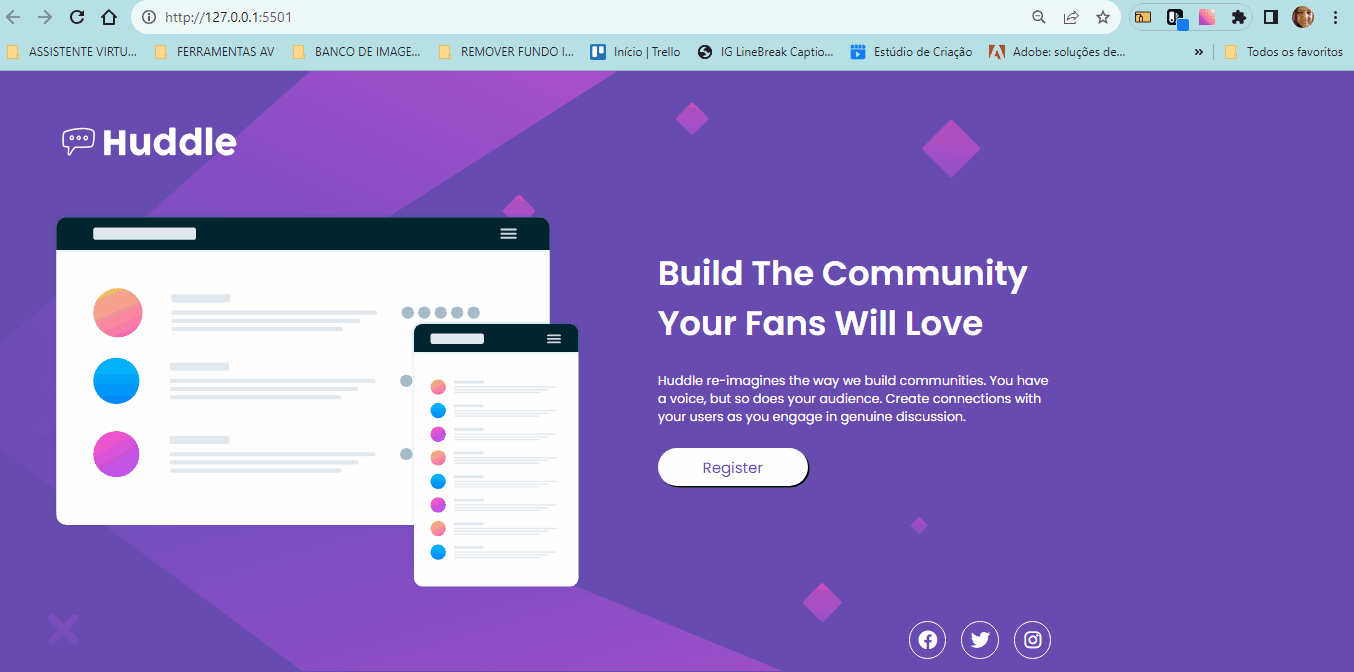 http://127.0.0.1:5501
ASSISTENTE VIRTU... FERRAMENTAS AV BANCO DE IMAGE... REMOVER FUNDO I... Início | Trello IG LineBreak Captio... Estúdio de Criação Adobe: soluções de... » Todos os favoritos
Huddle
Build The Community
Your Fans Will Love
Huddle re-imagines the way we build communities. You have
a voice, but so does your audience. Create connections with
your users as you engage in genuine discussion.
Register